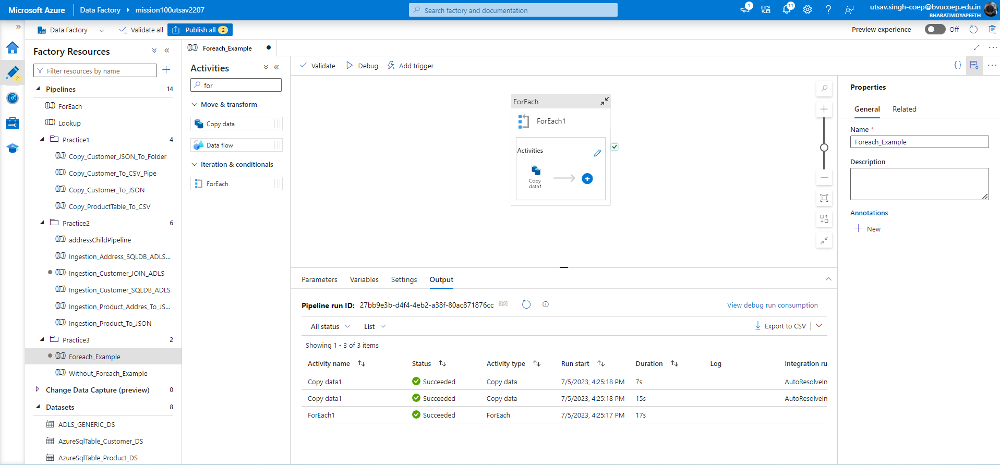 Microsoft Azure Data Factory mission100utsav2207 Search factory and documentation 1 11 utsav.singh-coep@bvucoep.edu.in
BHARATIVIDYAPEETH
Data Factory Validate all Publish all 2 Preview experience Off
Factory Resources
Filter resources by name
2
Pipelines 14
ForEach
Lookup
Practice1 4
Copy_Customer_JSON_To_Folder
Copy_Customer_To_CSV_Pipe
Copy_Customer_To_JSON
Copy_ProductTable_To_CSV
Practice2 6
addressChildPipeline
Ingestion_Address_SQLDB_ADLS...
Ingestion_Customer_JOIN_ADLS
Ingestion_Customer_SQLDB_ADLS
Ingestion_Product_Addres_To_JS...
Ingestion_Product_To_JSON
Practice3 2
Foreach_Example
Without_Foreach_Example
Change Data Capture (preview) 0
Datasets 8
ADLS_GENERIC_DS
AzureSqlTable_Customer_DS
AzureSqlTable_Product_DS
Foreach_Example
Activities
for
Move & transform
Copy data
Data flow
Iteration & conditionals
ForEach
Validate Debug Add trigger {}
ForEach
ForEach1
Activities
Copy
data1
Parameters Variables Settings Output
Pipeline run ID: 27bb9e3b-d4f4-4eb2-a38f-80ac871876cc [@] View debug run consumption
All status List Export to CSV
Showing 1 - 3 of 3 items
Activity name Status Activity type Run start Duration Log Integration ru
Copy data1 Succeeded Copy data 7/5/2023, 4:25:18 PM 7s AutoResolveIn
Copy data1 Succeeded Copy data 7/5/2023, 4:25:18 PM 15s AutoResolveIn
ForEach1 Succeeded ForEach 7/5/2023, 4:25:17 PM 17s
Properties
General Related
Name *
Foreach_Example
Description
Annotations
New